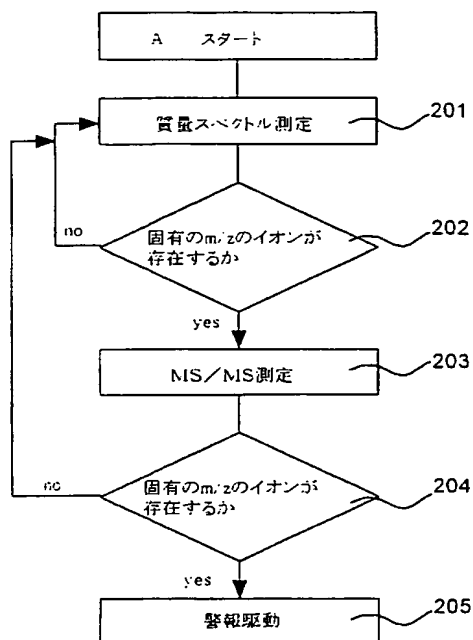 A スタート
質量スペクトル測定
201
固有のm/zのイオンが
存在するか
202
no
yes
MS/MS測定
203
固有のm/zのイオンが
存在するか
204
no
yes
警報駆動
205